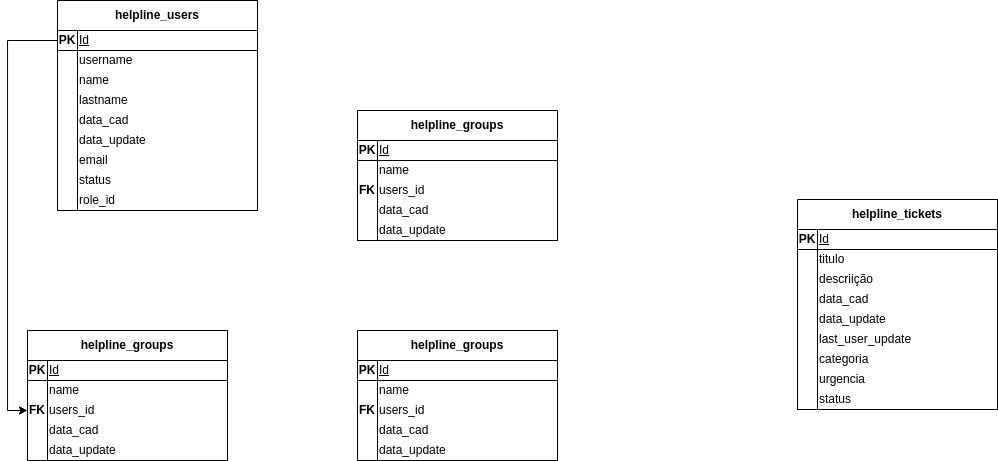 helpline_users
PK Id
username
name
lastname
data_cad
data_update
email
status
role_id
helpline_groups
PK Id
name
FK users_id
data_cad
data_update
helpline_tickets
PK Id
titulo
descriição
data_cad
data_update
last_user_update
categoria
urgencia
status
helpline_groups
PK Id
name
FK users_id
data_cad
data_update
helpline_groups
PK Id
name
FK users_id
data_cad
data_update